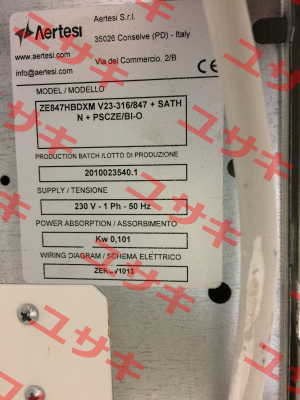 Aertesi
Aertesi S.r.l.
35026 Conselve (PD) - Italy
www.aertesi.com
info@aertesi.com
Via del Commercio, 2/B
CE
MODEL / MODELLO
ZE847HBDXM V23-316/847 + SATH
N + PSCZE/BI-O
PRODUCTION BATCH /LOTTO DI PRODUZIONE
2010023540.1
SUPPLY / TENSIONE
230 V - 1 Ph - 50 Hz
POWER ABSORPTION / ASSORBIMENTO
Kw 0,101
WIRING DIAGRAM / SCHEMA ELETTRICO
ユサキ
ユサキ
ユサキ
ユサキ
ユサキ